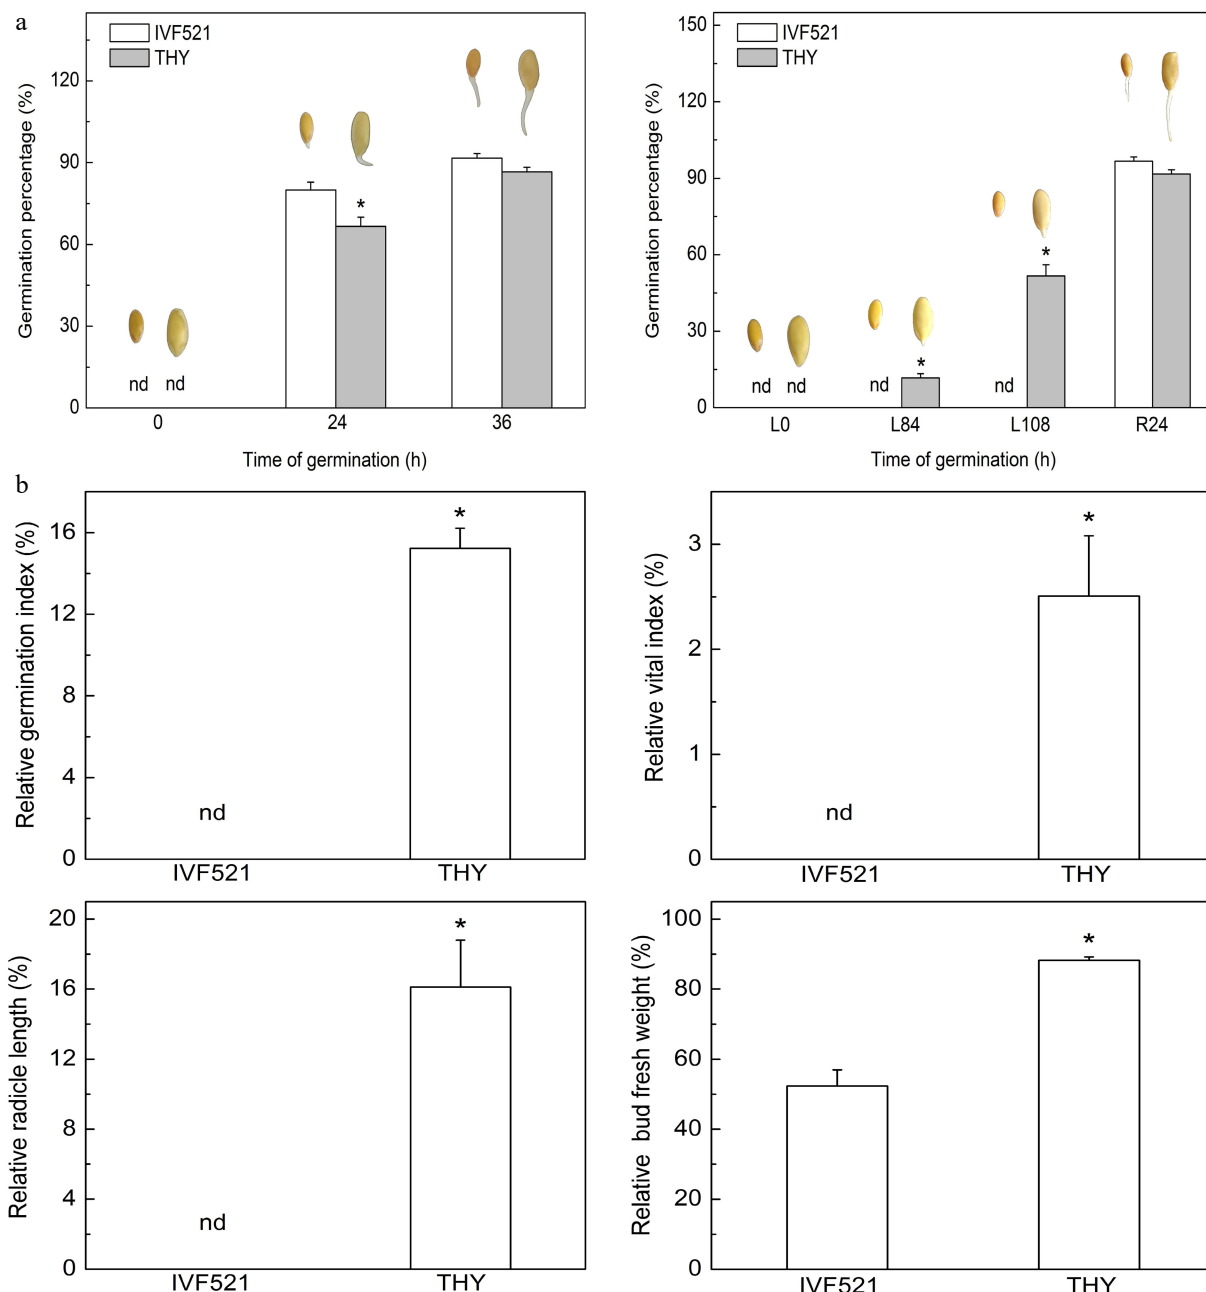 a
IVF521
THY
Germination percentage (%)
120
90
60
30
0
*
nd nd
0 24 36
Time of germination (h)
IVF521
THY
Germination percentage (%)
150
120
90
60
30
0
*
*
nd nd nd nd
L0 L84 L108 R24
Time of germination (h)
b
Relative germination index (%)
16
12
8
4
0
*
nd
IVF521 THY
Relative vital index (%)
3
2
1
0
*
nd
IVF521 THY
Relative radicle length (%)
20
16
12
8
4
0
*
nd
IVF521 THY
Relative bud fresh weight (%)
100
80
60
40
20
0
*
IVF521 THY